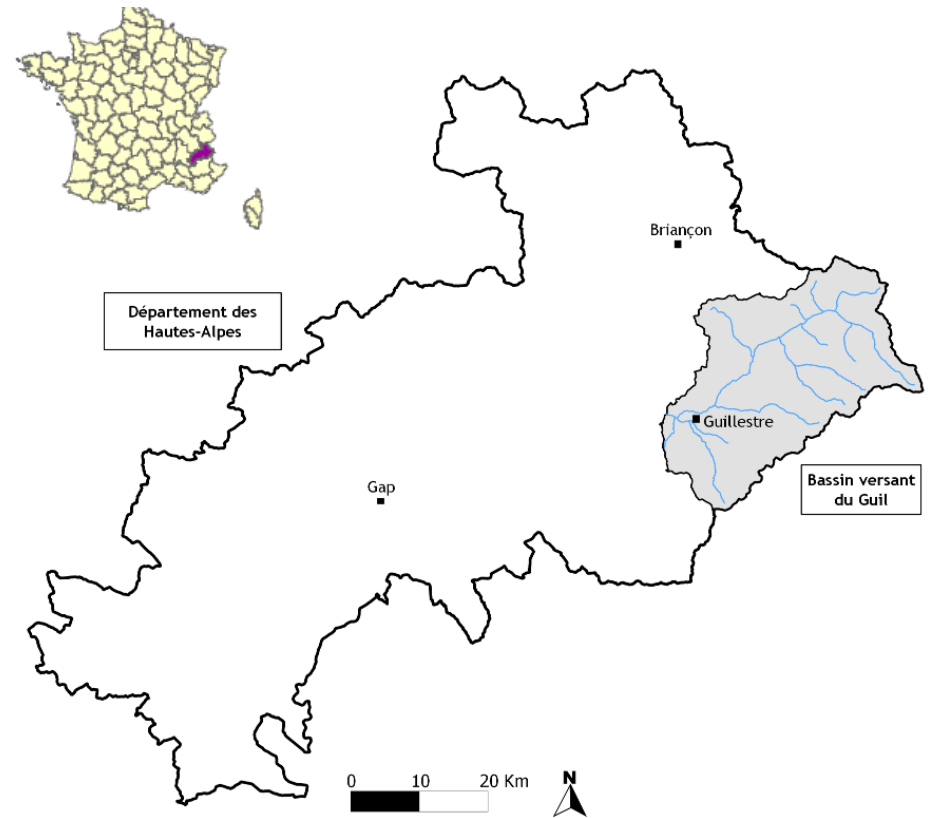 Briançon
Département des
Hautes-Alpes
Guillestre
Bassin versant
du Guil
Gap
0 10 20 Km
N